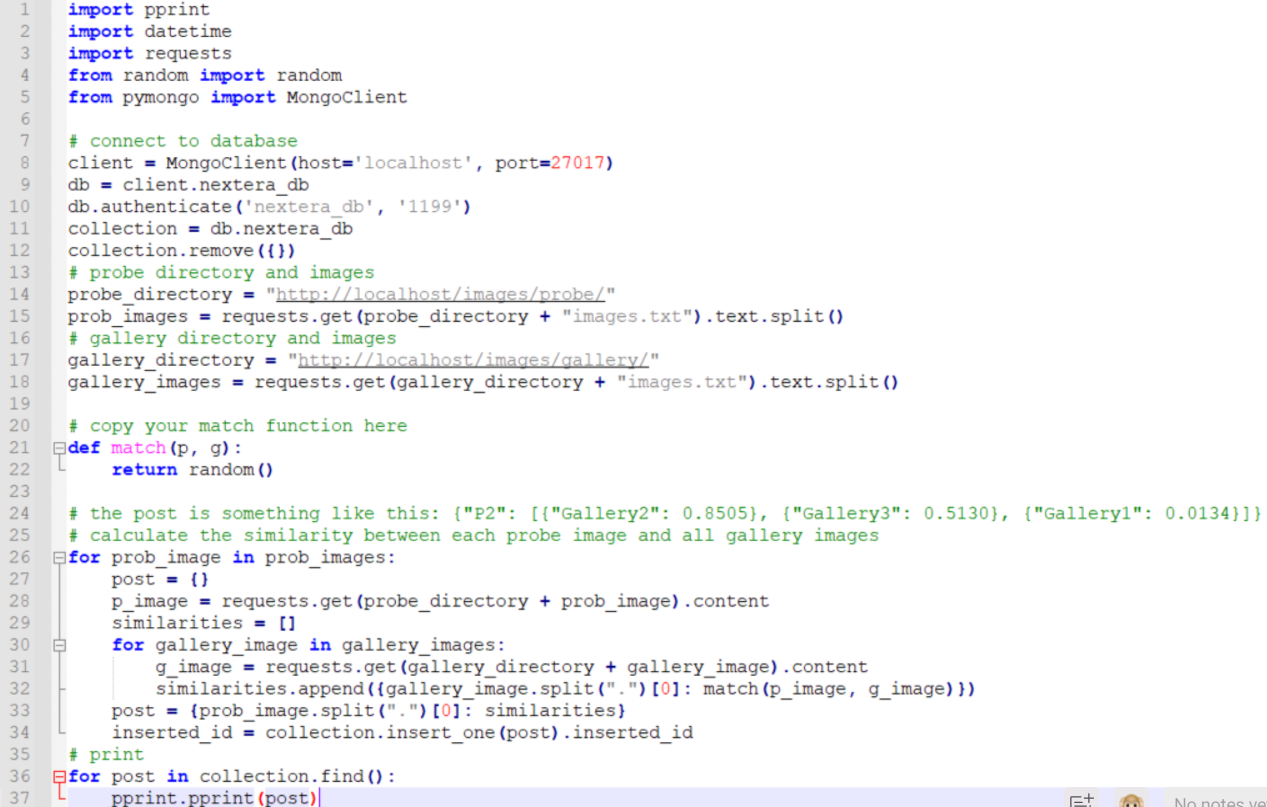 1 import pprint
2 import datetime
3 import requests
4 from random import random
5 from pymongo import MongoClient
6
7 # connect to database
8 client = MongoClient(host='localhost', port=27017)
9 db = client.nextera_db
10 db.authenticate('nextera_db', '1199')
11 collection = db.nextera_db
12 collection.remove({})
13 # probe directory and images
14 probe_directory = "http://localhost/images/probe/"
15 prob_images = requests.get(probe_directory + "images.txt").text.split()
16 # gallery directory and images
17 gallery_directory = "http://localhost/images/gallery/"
18 gallery_images = requests.get(gallery_directory + "images.txt").text.split()
19
20 # copy your match function here
21 def match(p, g):
22     return random()
23
24 # the post is something like this: {"P2": [{"Gallery2": 0.8505}, {"Gallery3": 0.5130}, {"Gallery1": 0.0134}]}
25 # calculate the similarity between each probe image and all gallery images
26 for prob_image in prob_images:
27     post = {}
28     p_image = requests.get(probe_directory + prob_image).content
29     similarities = []
30     for gallery_image in gallery_images:
31         g_image = requests.get(gallery_directory + gallery_image).content
32         similarities.append({gallery_image.split(".")[0]: match(p_image, g_image)})
33     post = {prob_image.split(".")[0]: similarities}
34     inserted_id = collection.insert_one(post).inserted_id
35 # print
36 for post in collection.find():
37     pprint.pprint(post)
No notes ye